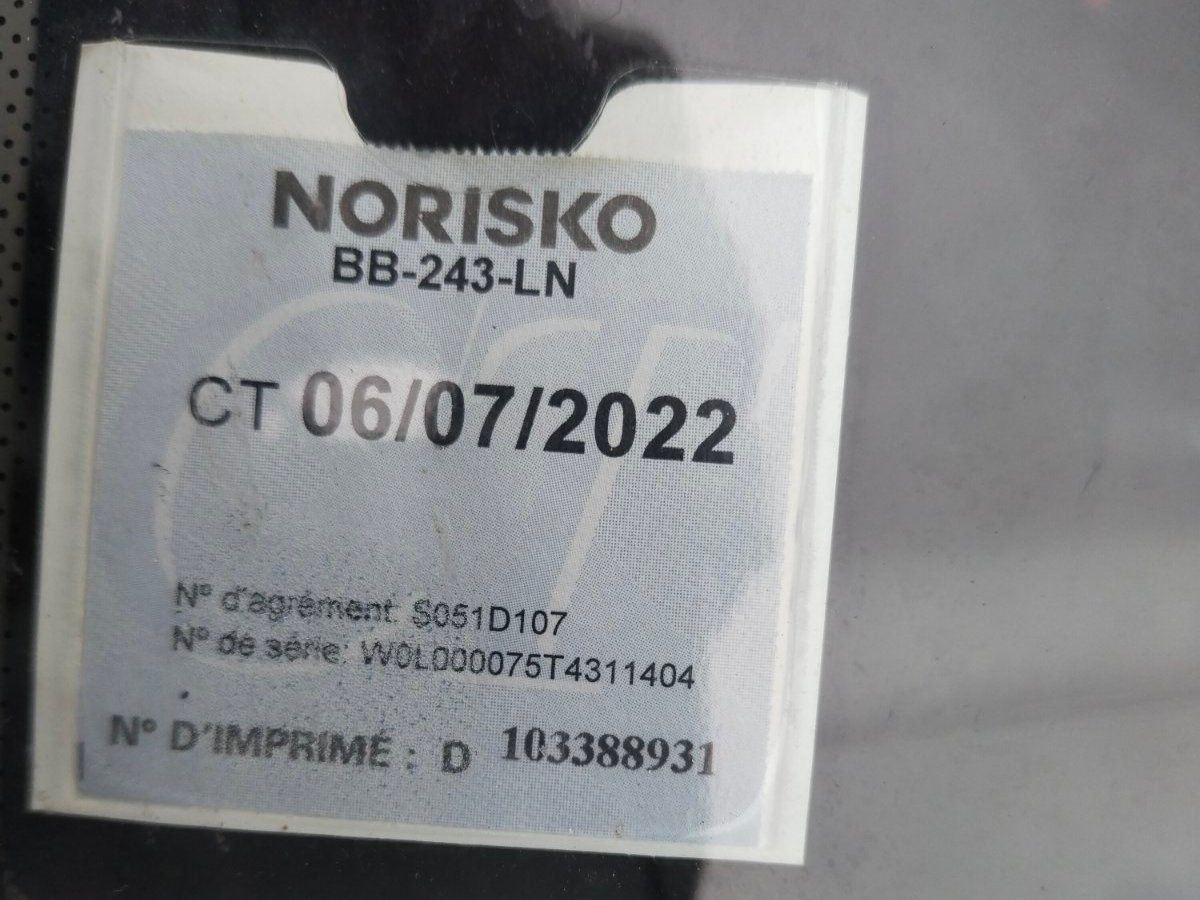 NORISKO
BB-243-LN
CT 06/07/2022
N° d'agrément: S051D107
N° de série: W0L000075T4311404
N° D'IMPRIMÉ : D 103388931